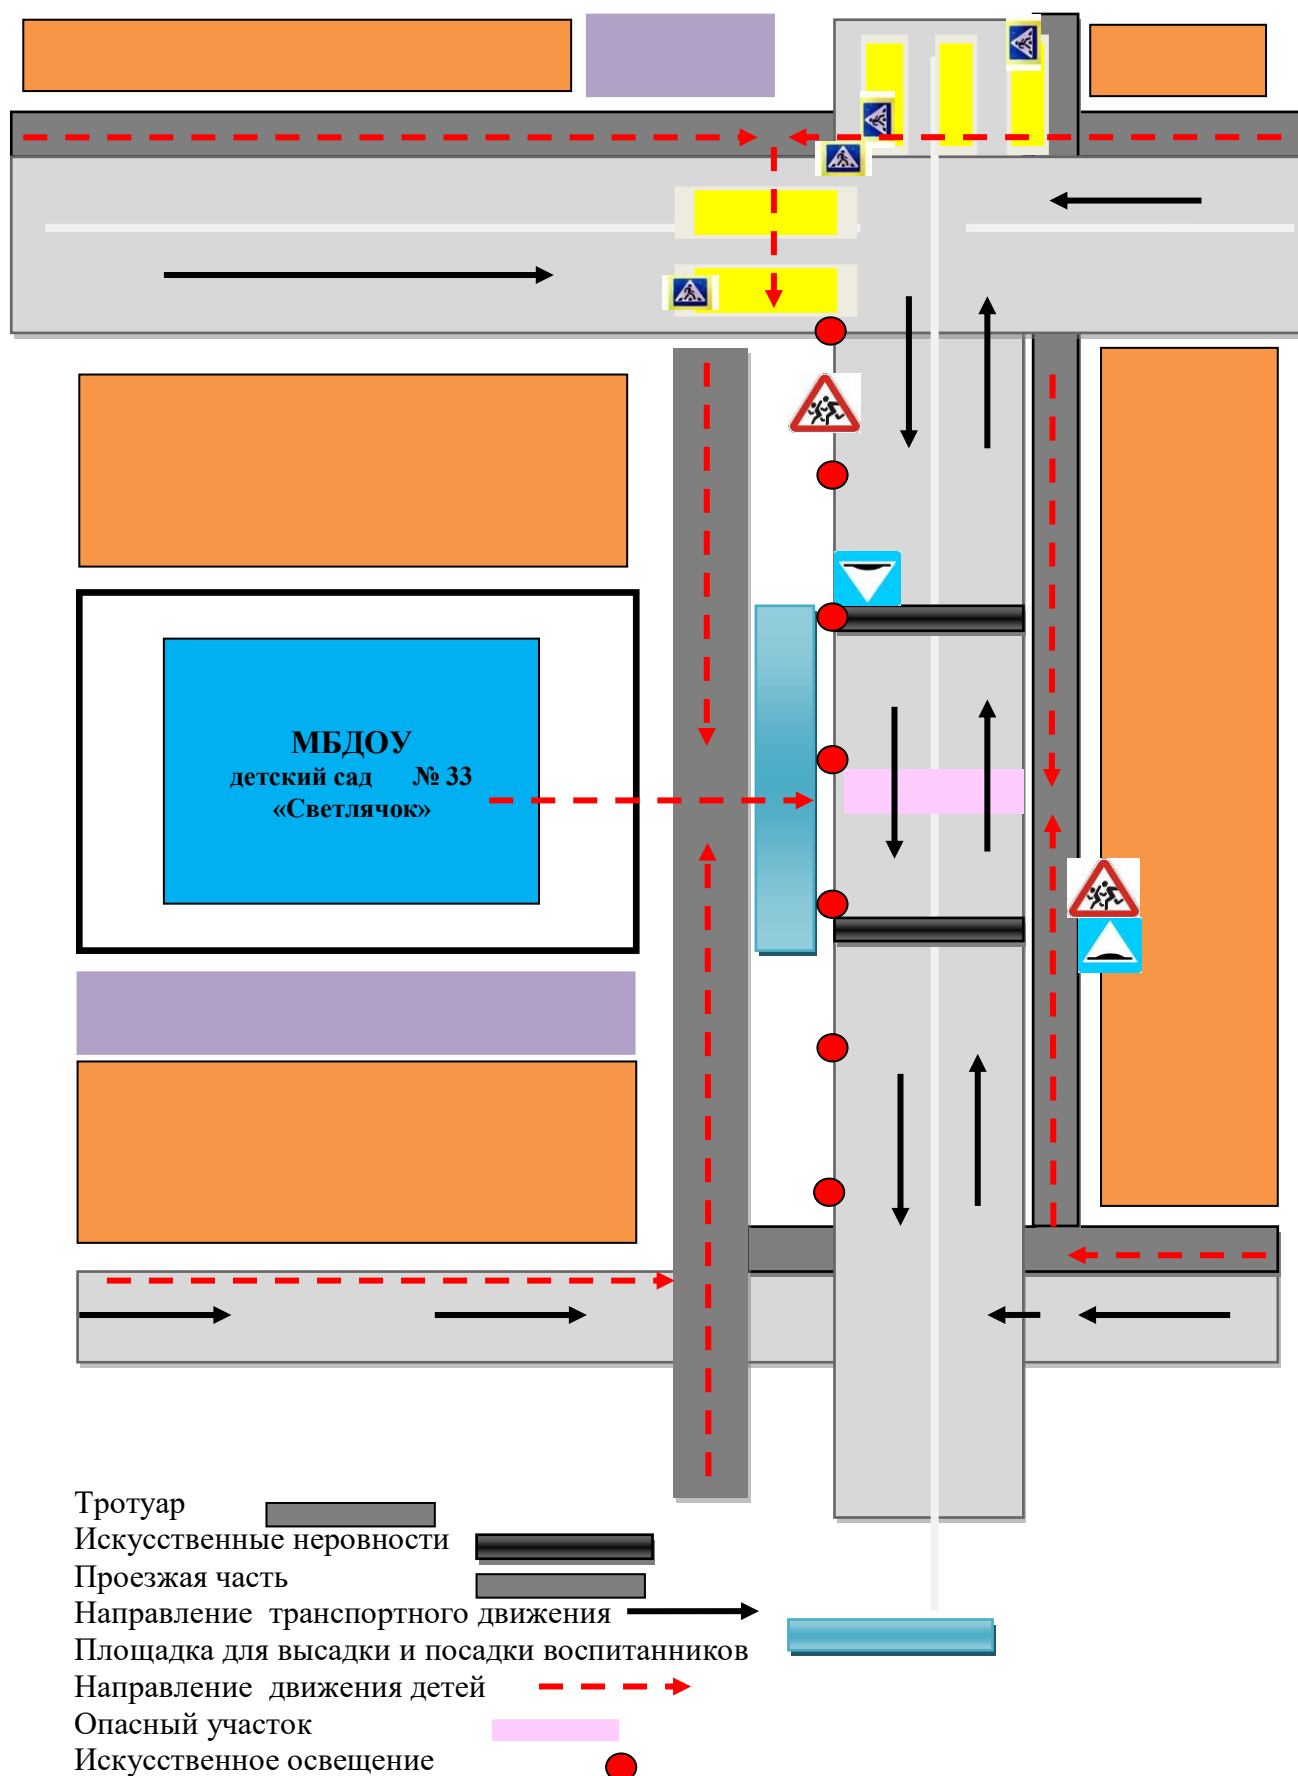 МБДОУ
детский сад № 33
«Светлячок»
Тротуар
Искусственные неровности
Проезжая часть
Направление транспортного движения
Площадка для высадки и посадки воспитанников
Направление движения детей
Опасный участок
Искусственное освещение